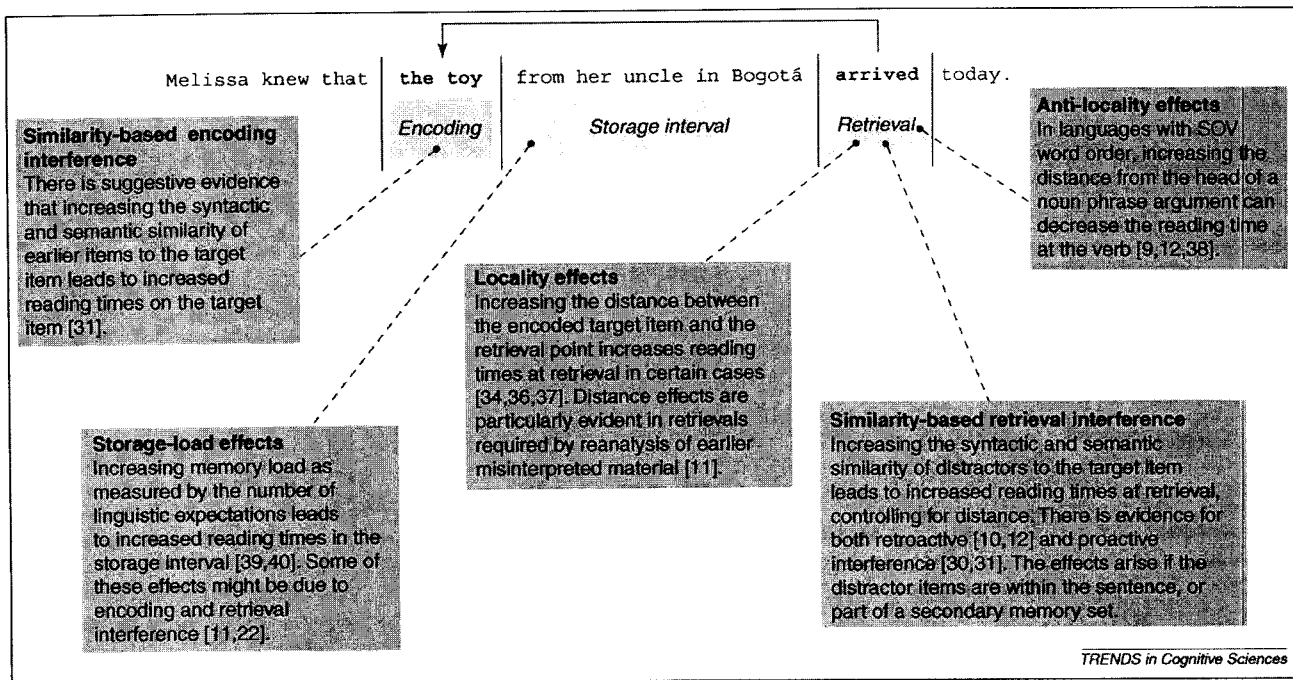 Melissa knew that the toy from her uncle in Bogotá arrived today.
Encoding Storage interval Retrieval
Similarity-based encoding
interference
There is suggestive evidence
that increasing the syntactic
and semantic similarity of
earlier items to the target
item leads to increased
reading times on the target
item [31].
Storage-load effects
Increasing memory load as
measured by the number of
linguistic expectations leads
to increased reading times in the
storage interval [39,40]. Some of
these effects might be due to
encoding and retrieval
interference [11,22].
Locality effects
Increasing the distance between
the encoded target item and the
retrieval point increases reading
times at retrieval in certain cases
[34,36,37]. Distance effects are
particularly evident in retrievals
required by reanalysis of earlier
misinterpreted material [11].
Anti-locality effects
In languages with SOV
word order, increasing the
distance from the head of a
noun phrase argument can
decrease the reading time
at the verb [9,12,38].
Similarity-based retrieval interference
Increasing the syntactic and semantic
similarity of distractors to the target item
leads to increased reading times at retrieval,
controlling for distance. There is evidence for
both retroactive [10,12] and proactive
interference [30,31]. The effects arise if the
distractor items are within the sentence, or
part of a secondary memory set.
TRENDS in Cognitive Sciences